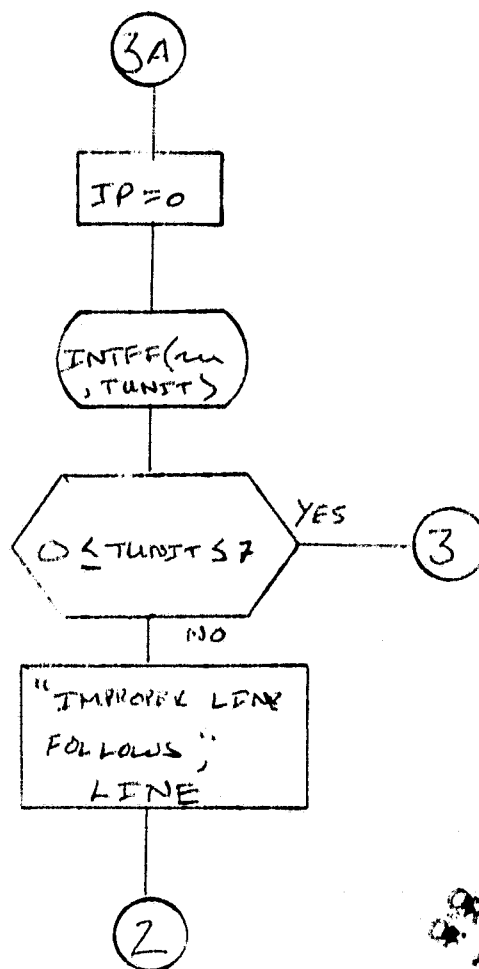 3A
IP = 0
INTFF(
, TUNIT)
0 ≤ TUNIT ≤ 7
YES
3
NO
"IMPROPER LINE
FOLLOWS",
LINE
2